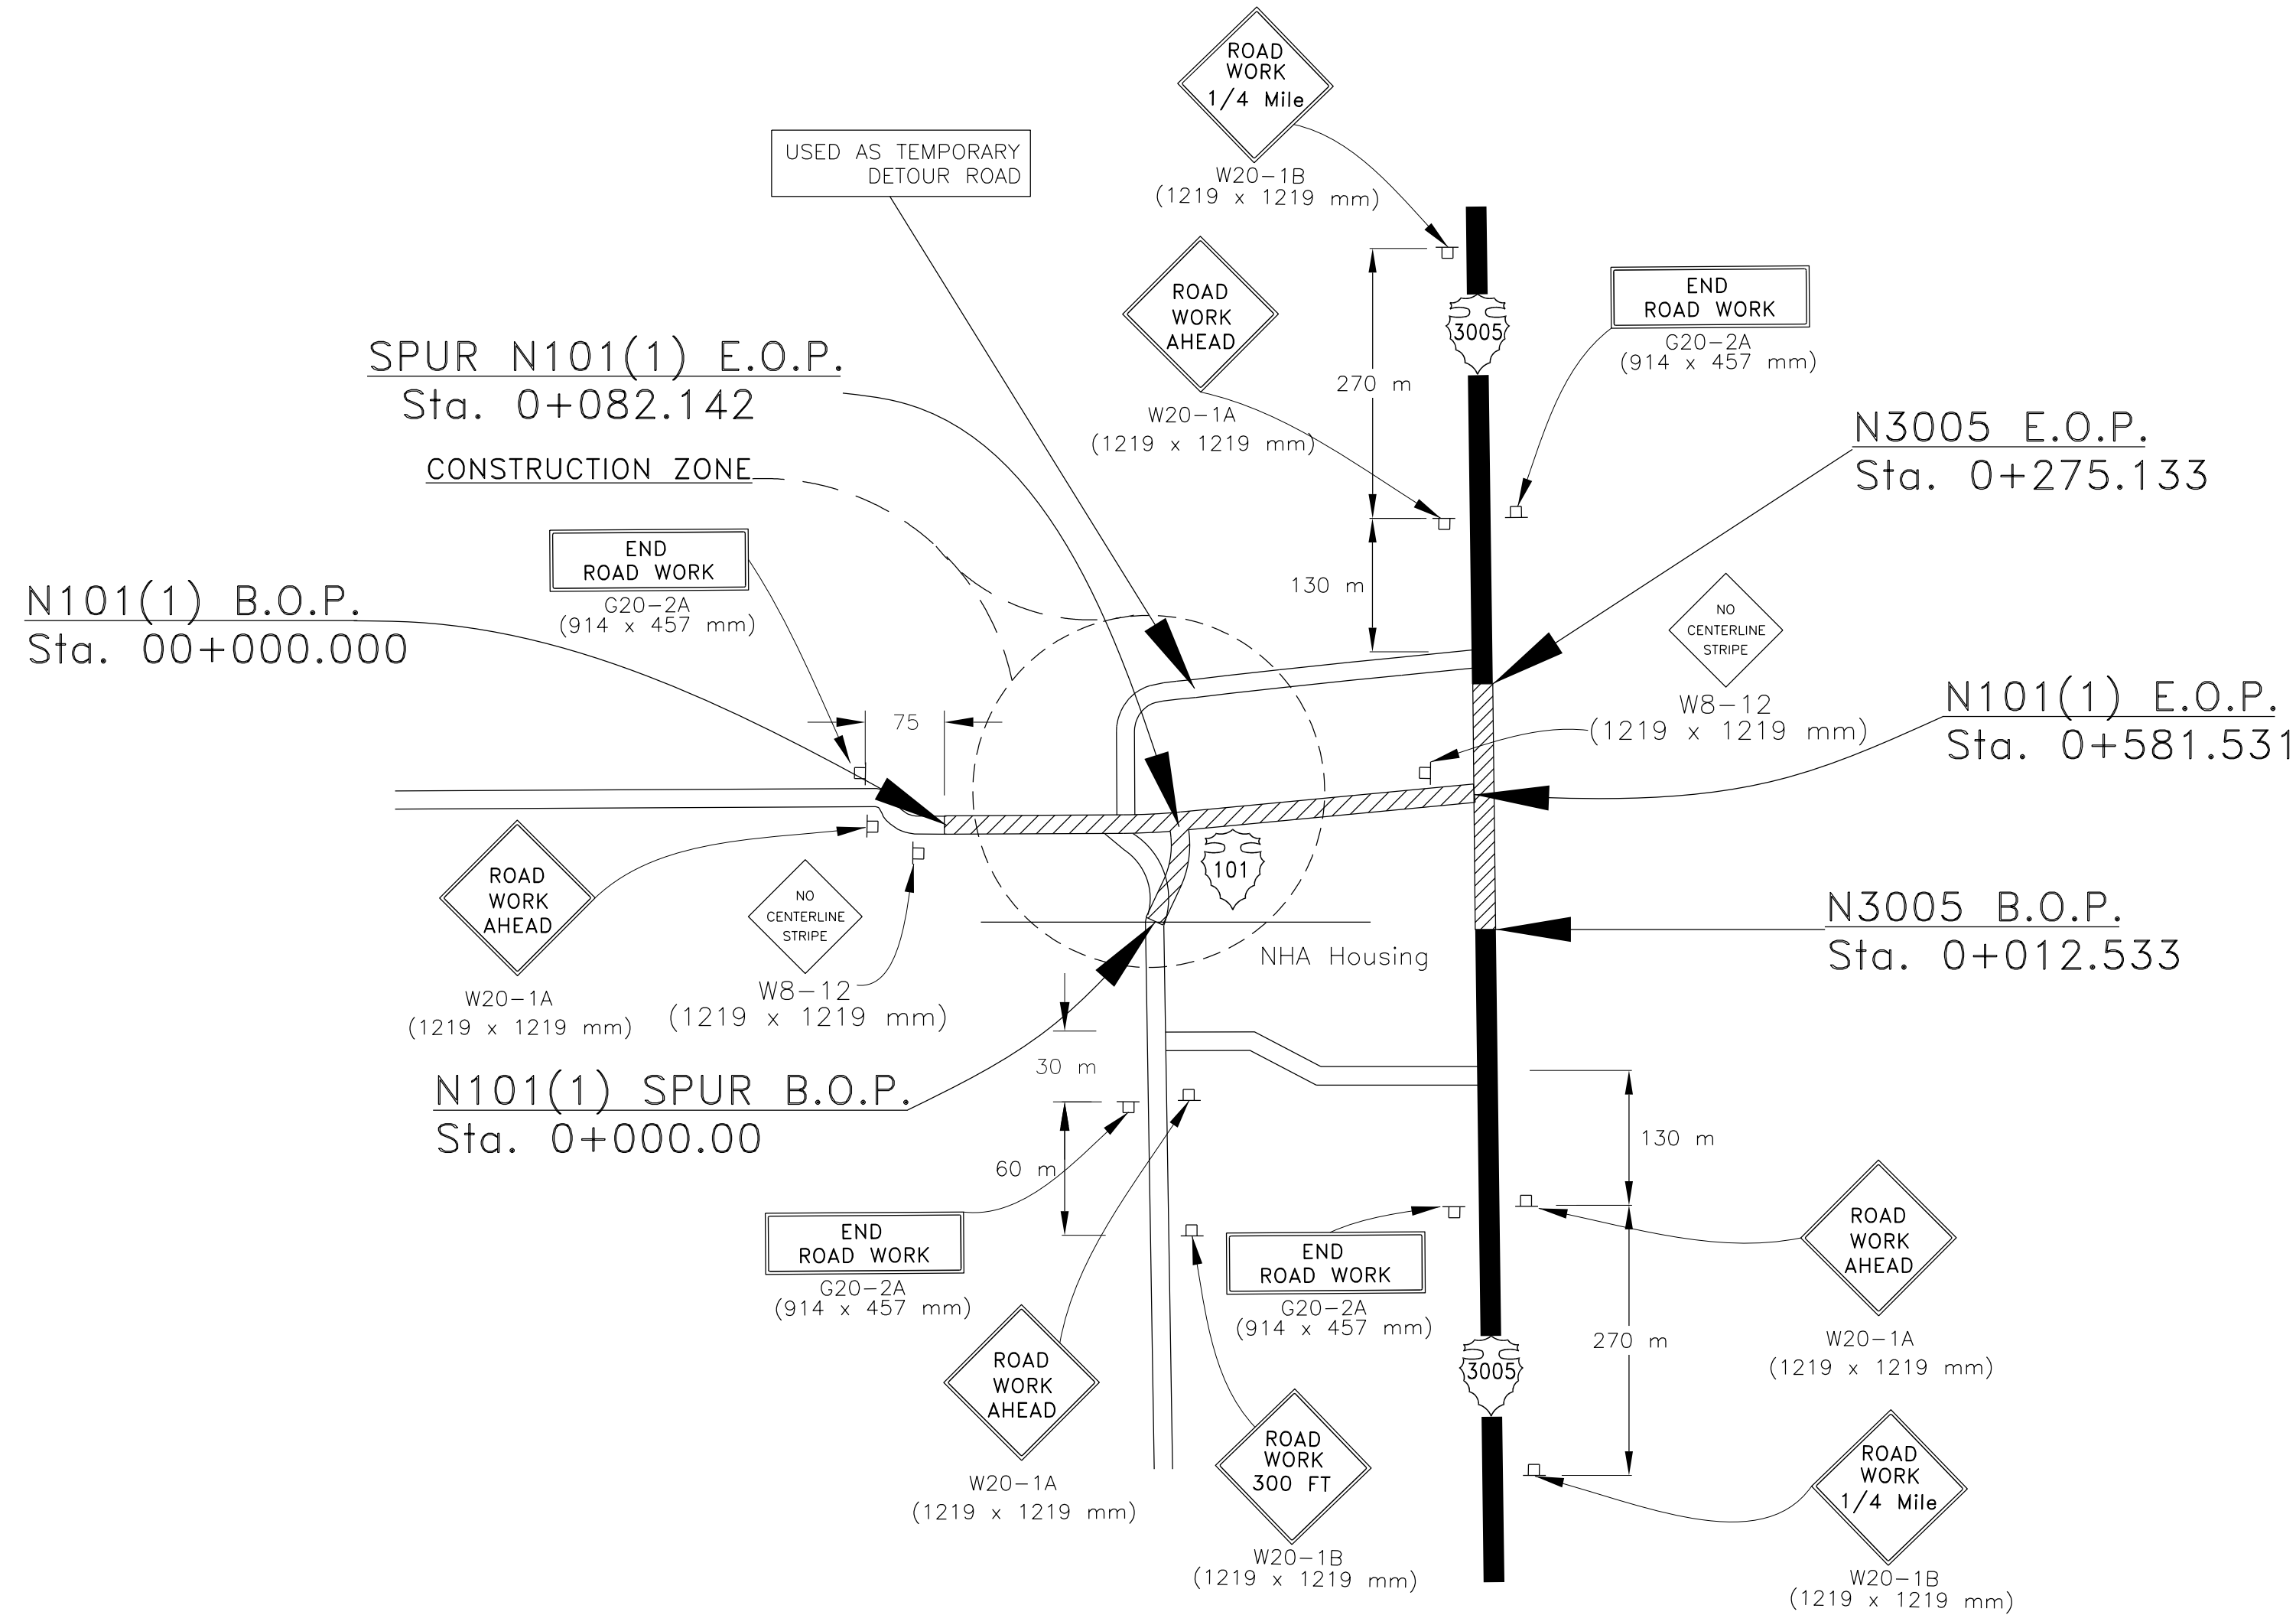 ROAD
WORK
1/4 Mile
W20-1B
(1219 x 1219 mm)
USED AS TEMPORARY
DETOUR ROAD
ROAD
WORK
AHEAD
W20-1A
(1219 x 1219 mm)
270 m
130 m
3005
END
ROAD WORK
G20-2A
(914 x 457 mm)
SPUR N101(1) E.O.P.
Sta. 0+082.142
CONSTRUCTION ZONE
N3005 E.O.P.
Sta. 0+275.133
END
ROAD WORK
G20-2A
(914 x 457 mm)
N101(1) B.O.P.
Sta. 00+000.000
75
NO
CENTERLINE
STRIPE
W8-12
(1219 x 1219 mm)
N101(1) E.O.P.
Sta. 0+581.531
ROAD
WORK
AHEAD
W20-1A
(1219 x 1219 mm)
NO
CENTERLINE
STRIPE
W8-12
(1219 x 1219 mm)
101
NHA Housing
N3005 B.O.P.
Sta. 0+012.533
N101(1) SPUR B.O.P.
Sta. 0+000.00
30 m
60 m
130 m
270 m
END
ROAD WORK
G20-2A
(914 x 457 mm)
END
ROAD WORK
G20-2A
(914 x 457 mm)
ROAD
WORK
AHEAD
W20-1A
(1219 x 1219 mm)
3005
ROAD
WORK
AHEAD
W20-1A
(1219 x 1219 mm)
ROAD
WORK
300 FT
W20-1B
(1219 x 1219 mm)
ROAD
WORK
1/4 Mile
W20-1B
(1219 x 1219 mm)